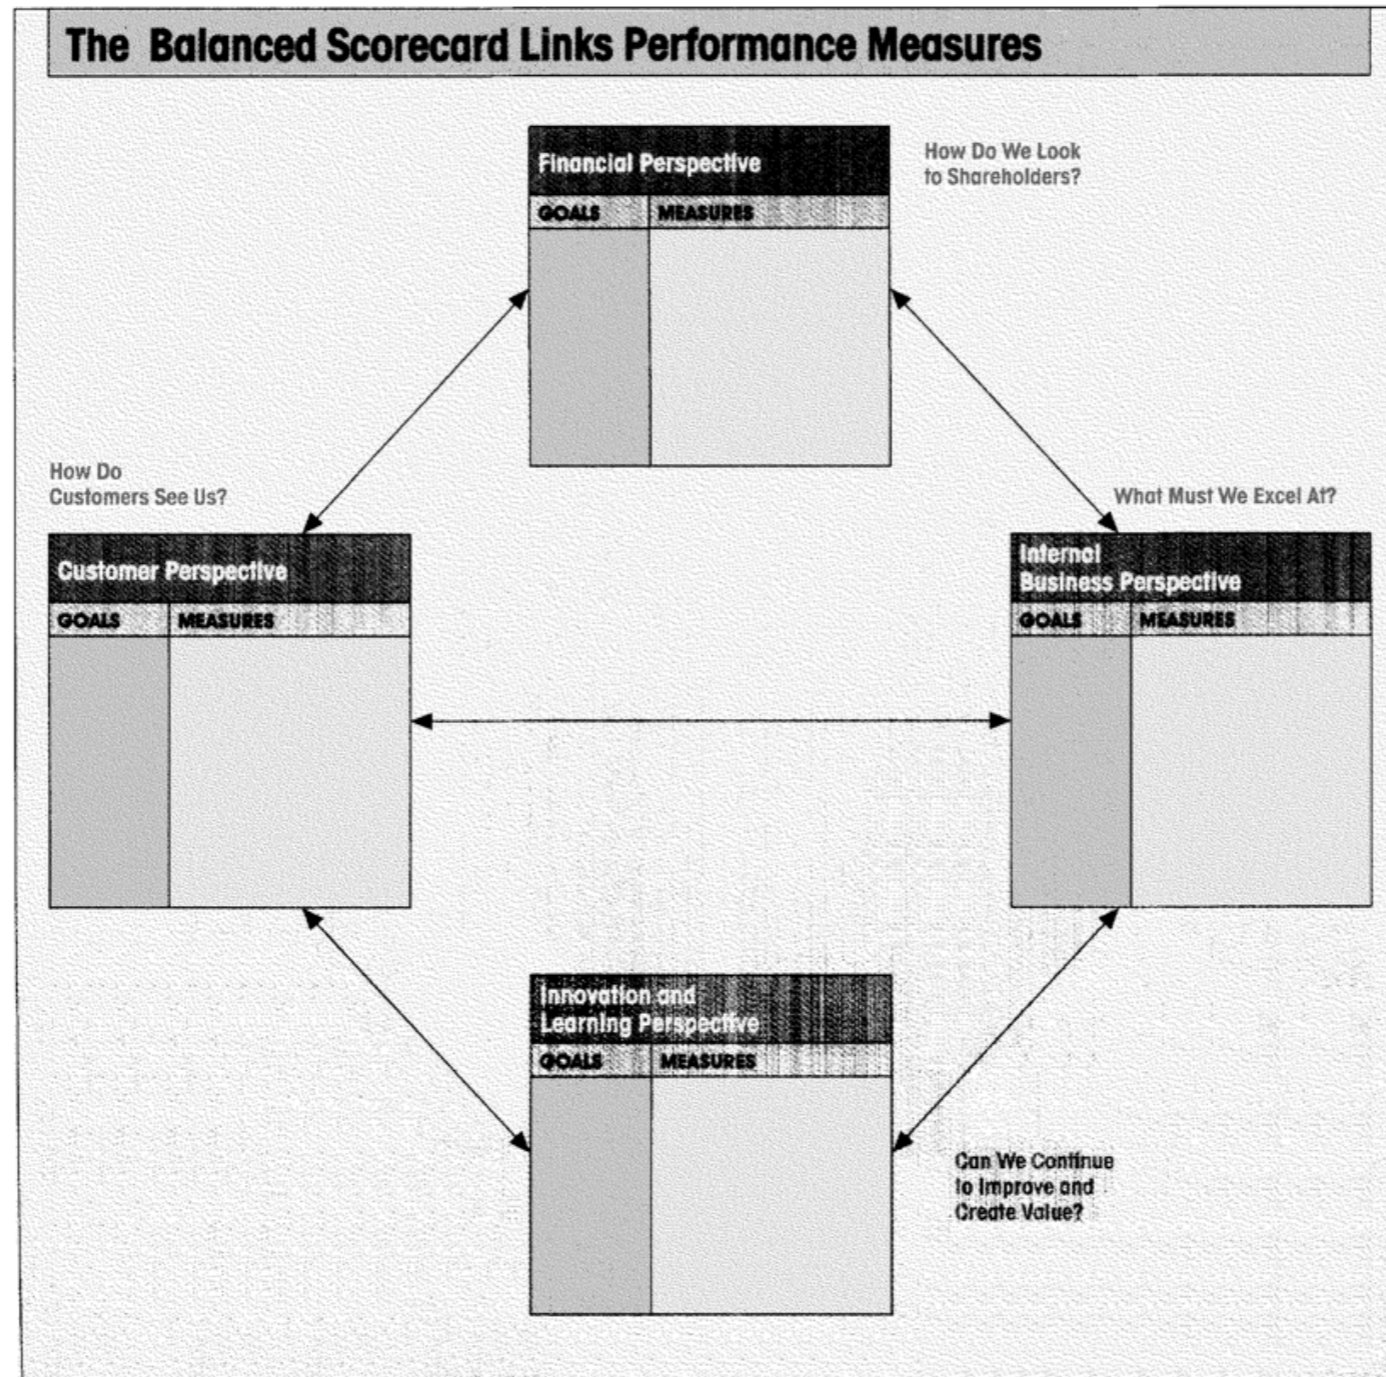 The Balanced Scorecard Links Performance Measures
Financial Perspective
GOALS MEASURES
How Do We Look
to Shareholders?
How Do
Customers See Us?
Customer Perspective
GOALS MEASURES
What Must We Excel At?
Internal
Business Perspective
GOALS MEASURES
Innovation and
Learning Perspective
GOALS MEASURES
Can We Continue
to Improve and
Create Value?